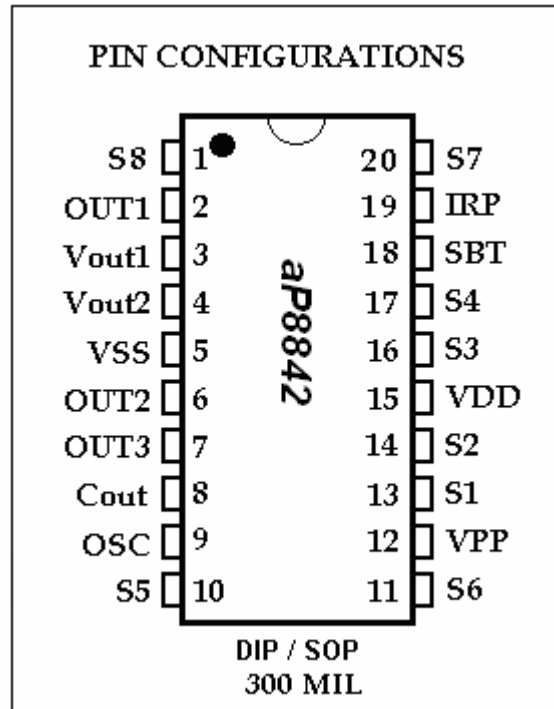 PIN CONFIGURATIONS
S8 1 20 S7
OUT1 2 19 IRP
Vout1 3 18 SBT
Vout2 4 17 S4
VSS 5 16 S3
OUT2 6 15 VDD
OUT3 7 14 S2
Cout 8 13 S1
OSC 9 12 VPP
S5 10 11 S6
aP8842
DIP / SOP
300 MIL